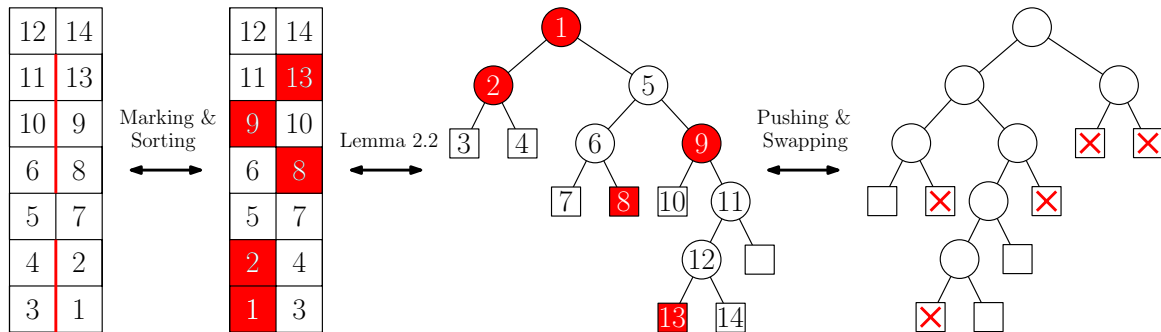 12 14
11 13
10 9
6 8
5 7
4 2
3 1
Marking &
Sorting
12 14
11 13
9 10
6 8
5 7
2 4
1 3
Lemma 2.2
1
2 5
3 4 6 9
7 8 10 11
12
13 14
Pushing &
Swapping